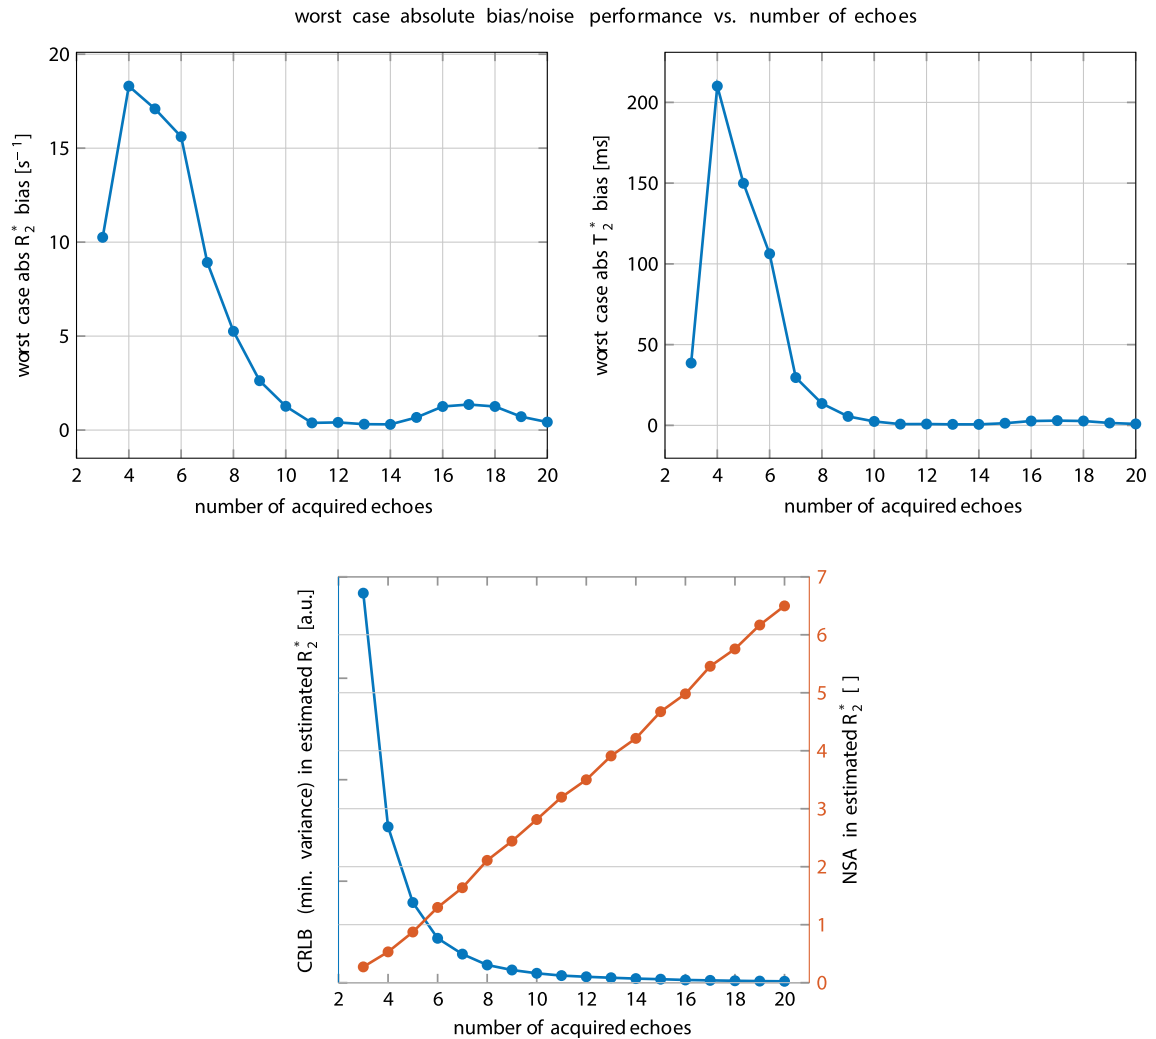 worst case absolute bias/noise performance vs. number of echoes
worst case abs R2* bias [s−1]
20
15
10
5
0
2 4 6 8 10 12 14 16 18 20
number of acquired echoes
worst case abs T2* bias [ms]
200
150
100
50
0
2 4 6 8 10 12 14 16 18 20
number of acquired echoes
CRLB (min. variance) in estimated R2* [a.u.]
7
6
5
4
3
2
1
0
NSA in estimated R2* [ ]
2 4 6 8 10 12 14 16 18 20
number of acquired echoes